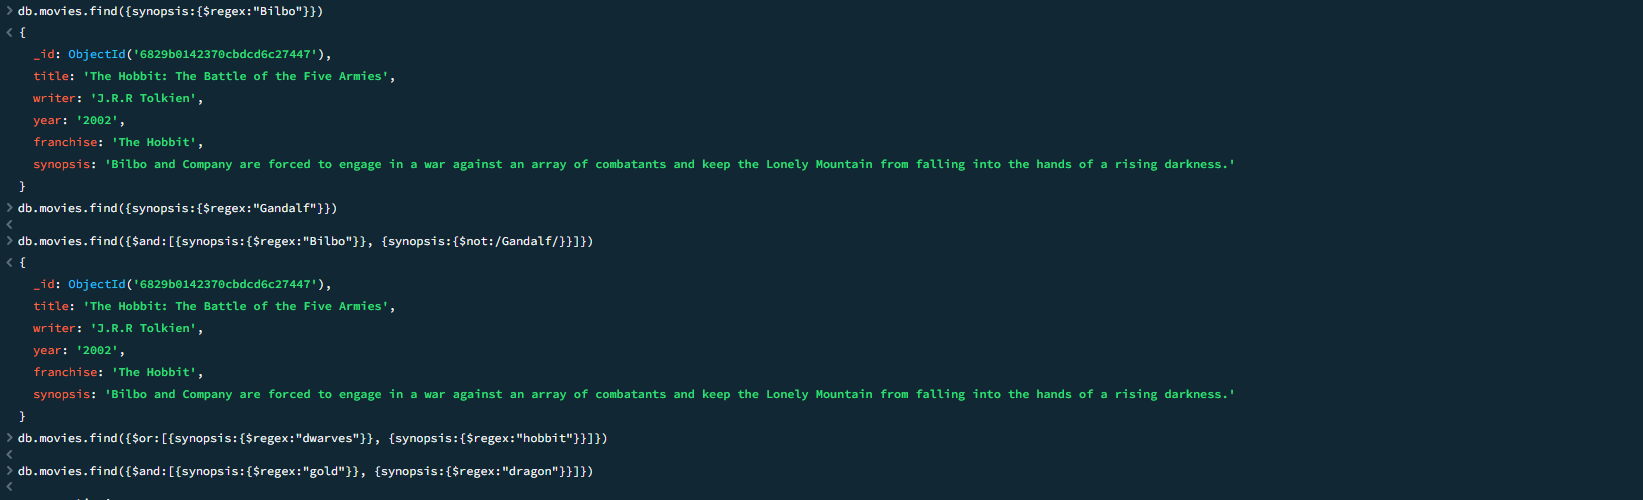 > db.movies.find({synopsis:{$regex:"Bilbo"}})
< {
_id: ObjectId('6829b0142370cbdcd6c27447'),
title: 'The Hobbit: The Battle of the Five Armies',
writer: 'J.R.R Tolkien',
year: '2002',
franchise: 'The Hobbit',
synopsis: 'Bilbo and Company are forced to engage in a war against an array of combatants and keep the Lonely Mountain from falling into the hands of a rising darkness.'
}
> db.movies.find({synopsis:{$regex:"Gandalf"}})
<
> db.movies.find({$and:[{synopsis:{$regex:"Bilbo"}}, {synopsis:{$not:/Gandalf/}}]})
< {
_id: ObjectId('6829b0142370cbdcd6c27447'),
title: 'The Hobbit: The Battle of the Five Armies',
writer: 'J.R.R Tolkien',
year: '2002',
franchise: 'The Hobbit',
synopsis: 'Bilbo and Company are forced to engage in a war against an array of combatants and keep the Lonely Mountain from falling into the hands of a rising darkness.'
}
> db.movies.find({$or:[{synopsis:{$regex:"dwarves"}}, {synopsis:{$regex:"hobbit"}}]})
<
> db.movies.find({$and:[{synopsis:{$regex:"gold"}}, {synopsis:{$regex:"dragon"}}]})
<